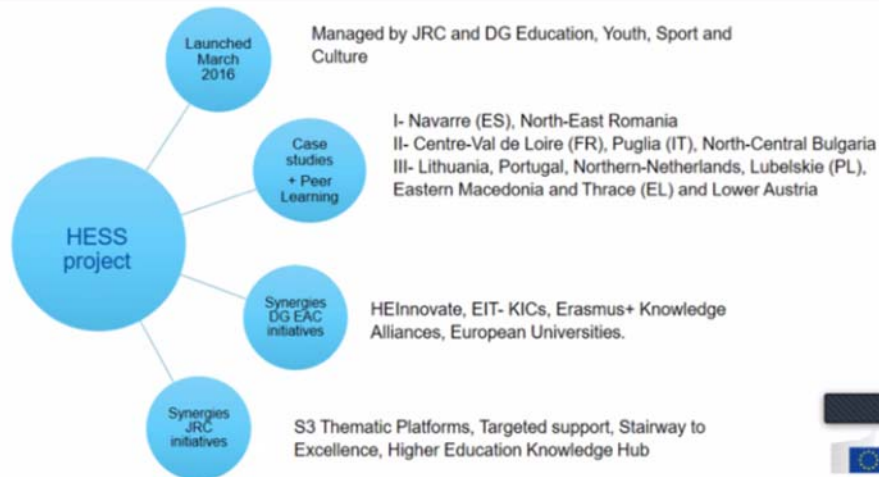 Launched
March
2016
Managed by JRC and DG Education, Youth, Sport and
Culture
Case
studies
+ Peer
Learning
I- Navarre (ES), North-East Romania
II- Centre-Val de Loire (FR), Puglia (IT), North-Central Bulgaria
III- Lithuania, Portugal, Northern-Netherlands, Lubelskie (PL),
Eastern Macedonia and Thrace (EL) and Lower Austria
HESS
project
Synergies
DG EAC
initiatives
HEInnovate, EIT- KICs, Erasmus+ Knowledge
Alliances, European Universities.
Synergies
JRC
initiatives
S3 Thematic Platforms, Targeted support, Stairway to
Excellence, Higher Education Knowledge Hub